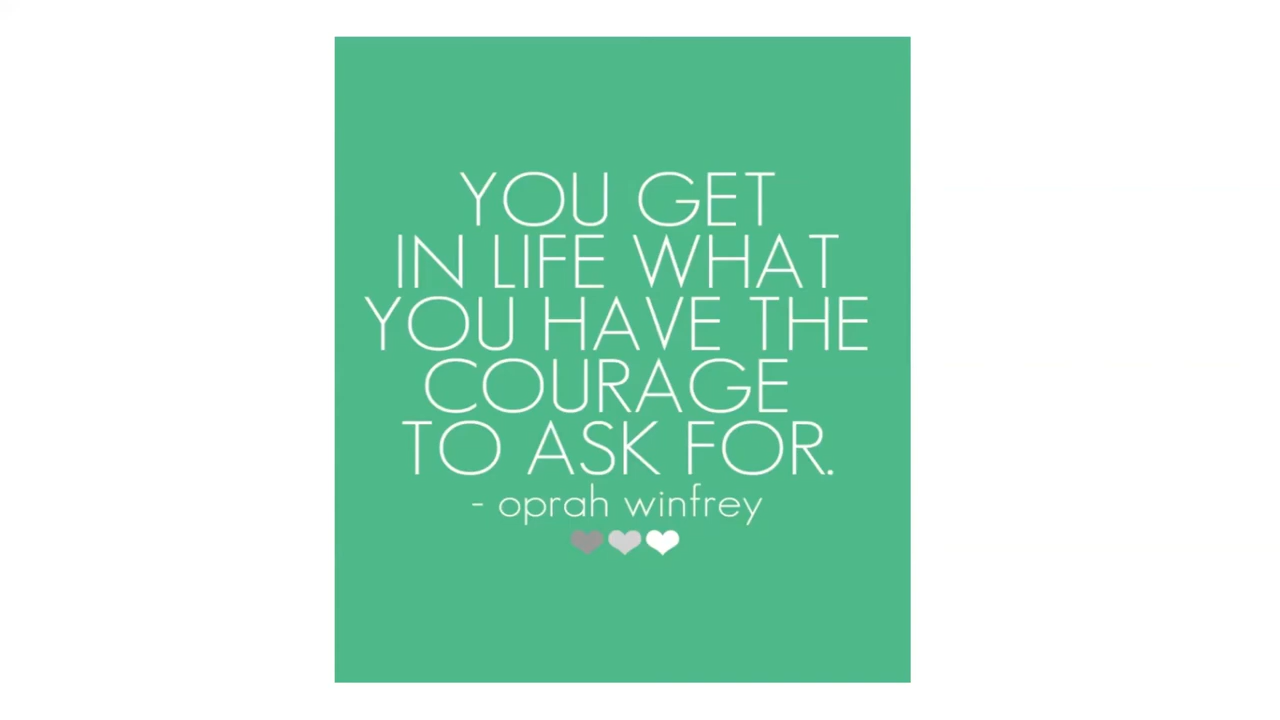 YOU GET
IN LIFE WHAT
YOU HAVE THE
COURAGE
TO ASK FOR.
- oprah winfrey